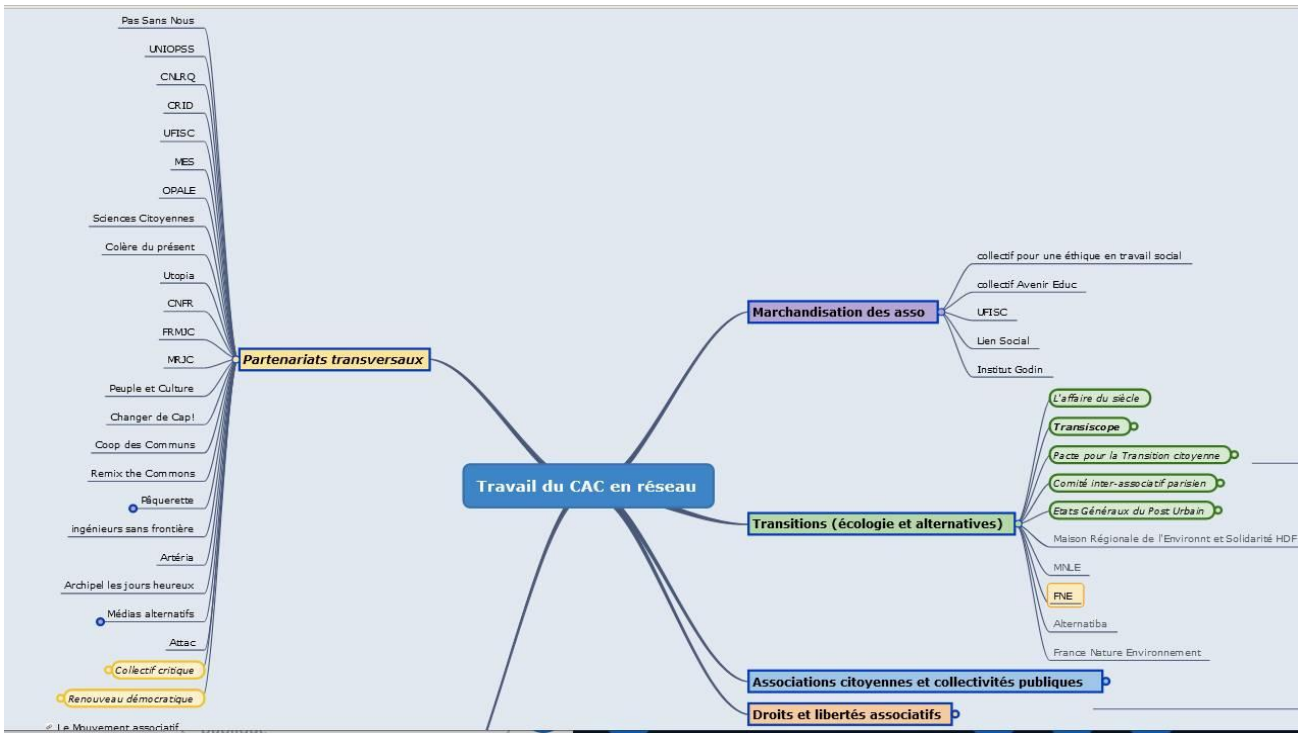 Pas Sans Nous
UNIOPSS
CNLRQ
CRID
UFISC
MES
OPALE
Sciences Citoyennes
Colère du présent
Utopia
CNFR
FRMJC
MRJC
Peuple et Culture
Changer de Cap!
Coop des Communs
Remix the Commons
Pâquerette
ingénieurs sans frontière
Artéria
Archipel les jours heureux
Médias alternatifs
Attac
Collectif critique
Renouveau démocratique
Le Mouvement associatif
Partenariats transversaux
Travail du CAC en réseau
Marchandisation des asso
collectif pour une éthique en travail social
collectif Avenir Educ
UFISC
Lien Social
Institut Godin
Transitions (écologie et alternatives)
L'affaire du siècle
Transiscope
Pacte pour la Transition citoyenne
Comité inter-associatif parisien
Etats Généraux du Post Urbain
Maison Régionale de l'Environnt et Solidarité HDF
MNLE
FNE
Alternatiba
France Nature Environnement
Associations citoyennes et collectivités publiques
Droits et libertés associatifs